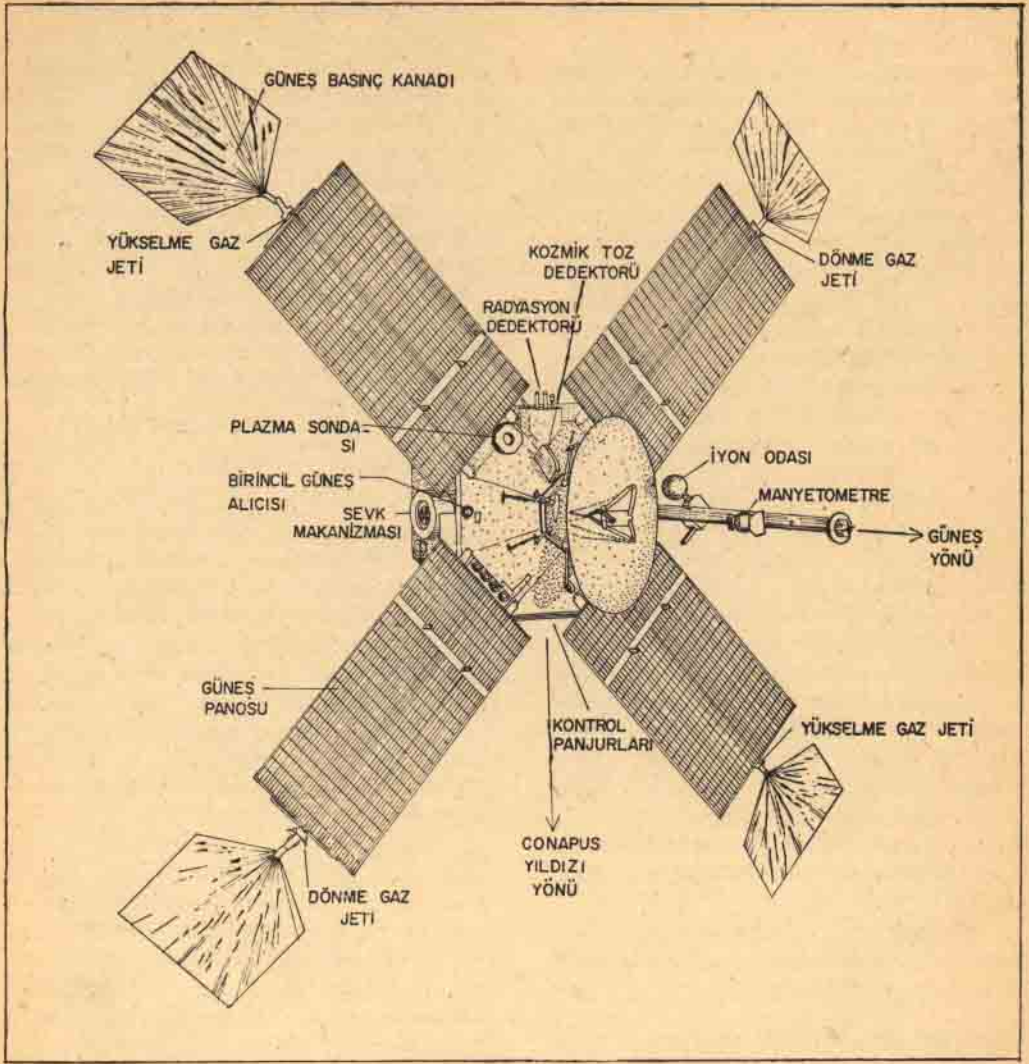 GÜNEŞ BASINÇ KANADI
YÜKSELME GAZ
JETİ
KOZMİK TOZ
DEDEKTORÜ
DÖNME GAZ
JETİ
RADYASYON
DEDEKTORÜ
PLAZMA SONDA-
SI
İYON ODASI
BİRİNCİL GÜNEŞ
ALICISI
MANYETOMETRE
SEVK
MAKANİZMASI
GÜNEŞ
YÖNÜ
GÜNEŞ
PANOSU
KONTROL
PANJURLARI
YÜKSELME GAZ JETİ
CONAPUS
YILDIZI
YÖNÜ
DÖNME GAZ
JETİ